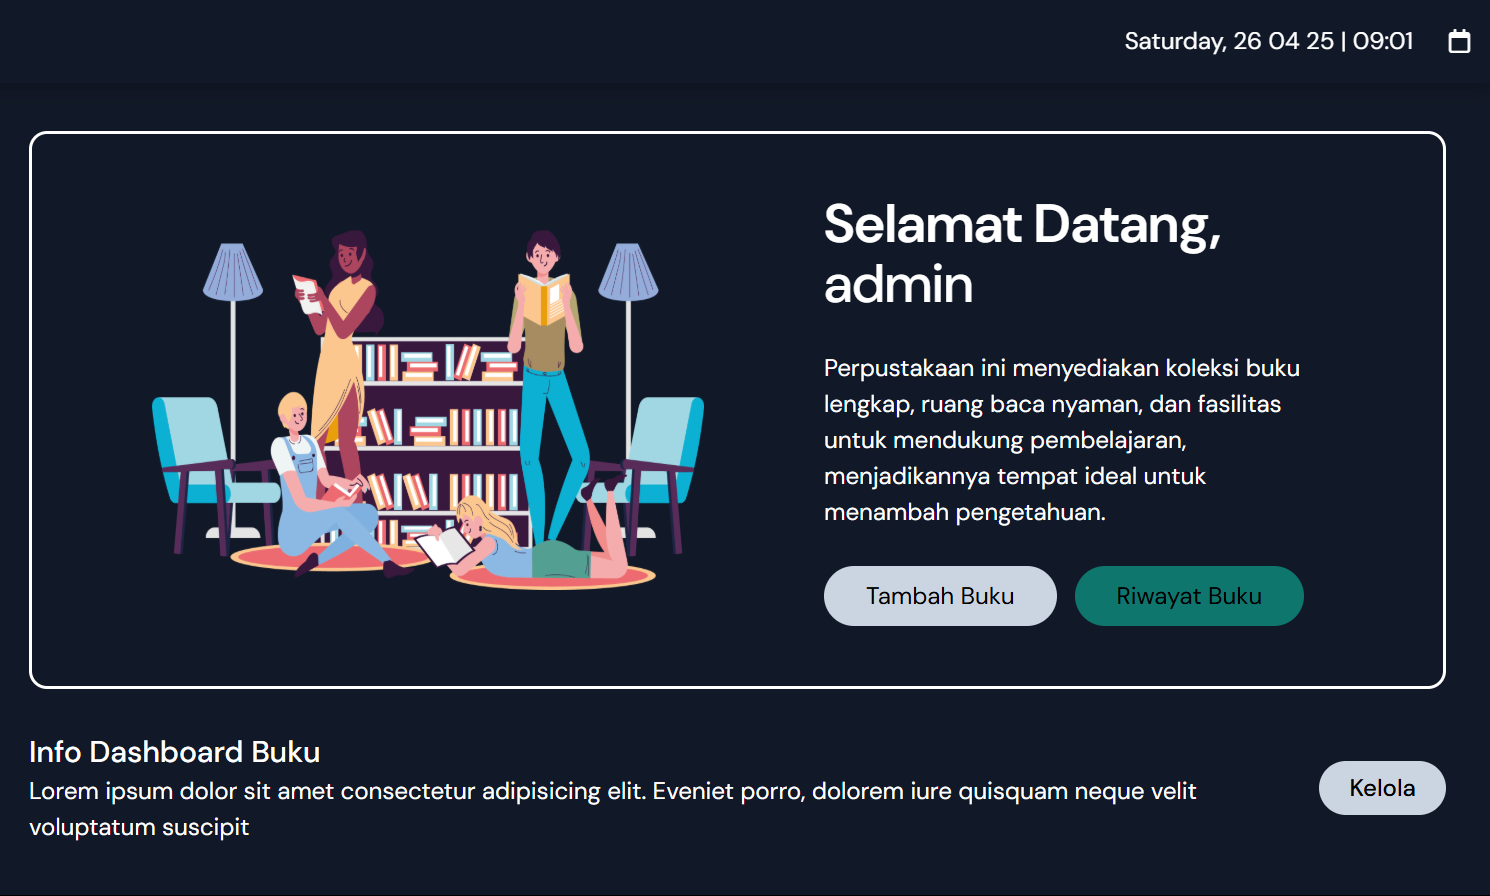 Saturday, 26 04 25 | 09:01
Selamat Datang,
admin
Perpustakaan ini menyediakan koleksi buku
lengkap, ruang baca nyaman, dan fasilitas
untuk mendukung pembelajaran,
menjadikannya tempat ideal untuk
menambah pengetahuan.
Tambah Buku
Riwayat Buku
Info Dashboard Buku
Lorem ipsum dolor sit amet consectetur adipisicing elit. Eveniet porro, dolorem iure quisquam neque velit
voluptatum suscipit
Kelola